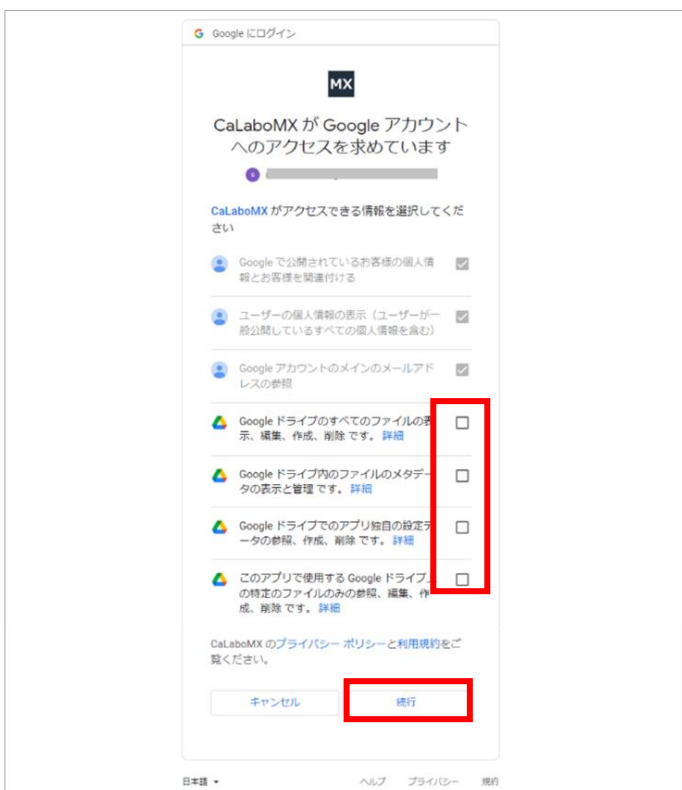 Google にログイン
MX
CaLaboMX が Google アカウント
へのアクセスを求めています
CaLaboMX がアクセスできる情報を選択してくだ
さい
Google で公開されているお客様の個人情
報とお客様を関連付ける
ユーザーの個人情報の表示（ユーザーが一
般公開しているすべての個人情報を含む）
Google アカウントのメインのメールアド
レスの参照
Google ドライブのすべてのファイルの表
示、編集、作成、削除 です。 詳細
Google ドライブ内のファイルのメタデー
タの表示と管理 です。 詳細
Google ドライブでのアプリ独自の設定デ
ータの参照、作成、削除 です。 詳細
このアプリで使用する Google ドライブ上
の特定のファイルのみの参照、編集、作
成、削除 です。 詳細
CaLaboMX のプライバシー ポリシーと利用規約をご
覧ください。
キャンセル 続行
日本語 ヘルプ プライバシー 規約